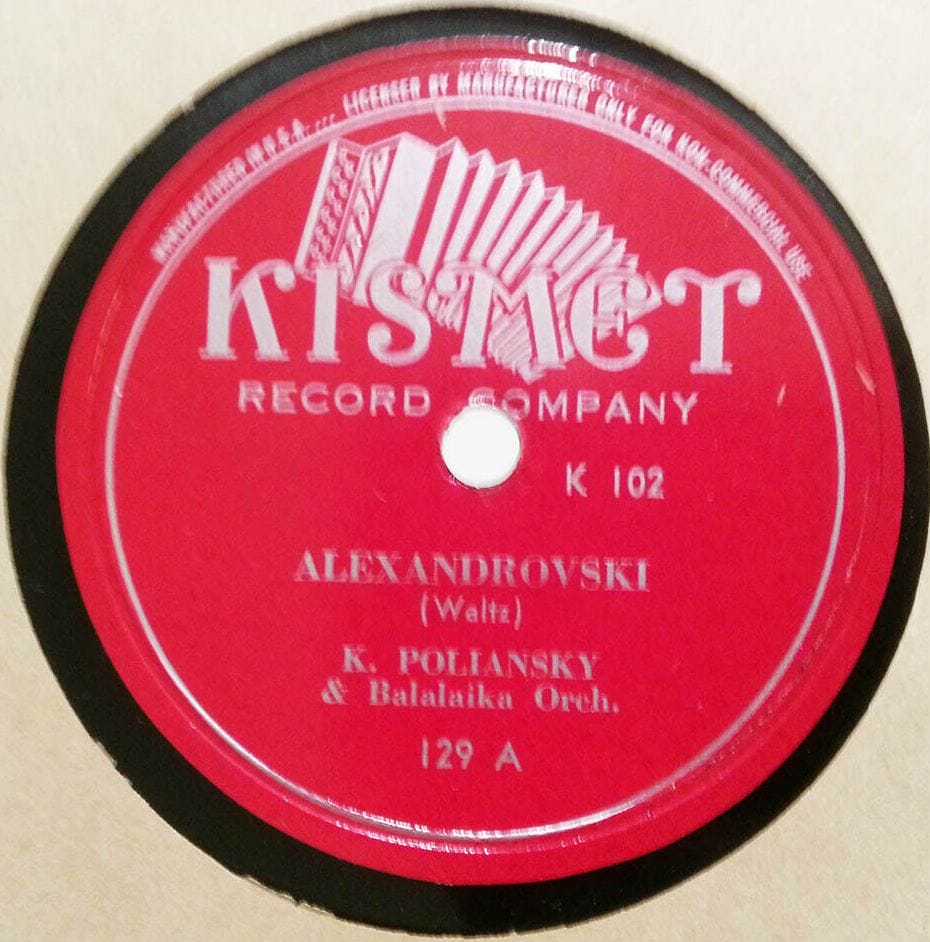 MANUFACTURED IN U.S.A. ... LICENSED BY MANUFACTURER ONLY FOR NON-COMMERCIAL USE
KISMET
RECORD COMPANY
K 102
ALEXANDROVSKI
(Waltz)
K. POLIANSKY
& Balalaika Orch.
129 A